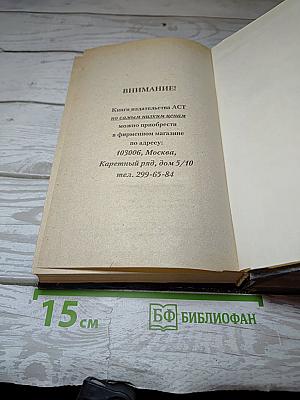 ВНИМАНИЕ!
Книги издательства АСТ
по самым низким ценам
можно приобрести
в фирменном магазине
по адресу:
103006, Москва,
Каретный ряд, дом 5/10
тел. 299-65-84
15 см
БФ БИБЛИОФАН